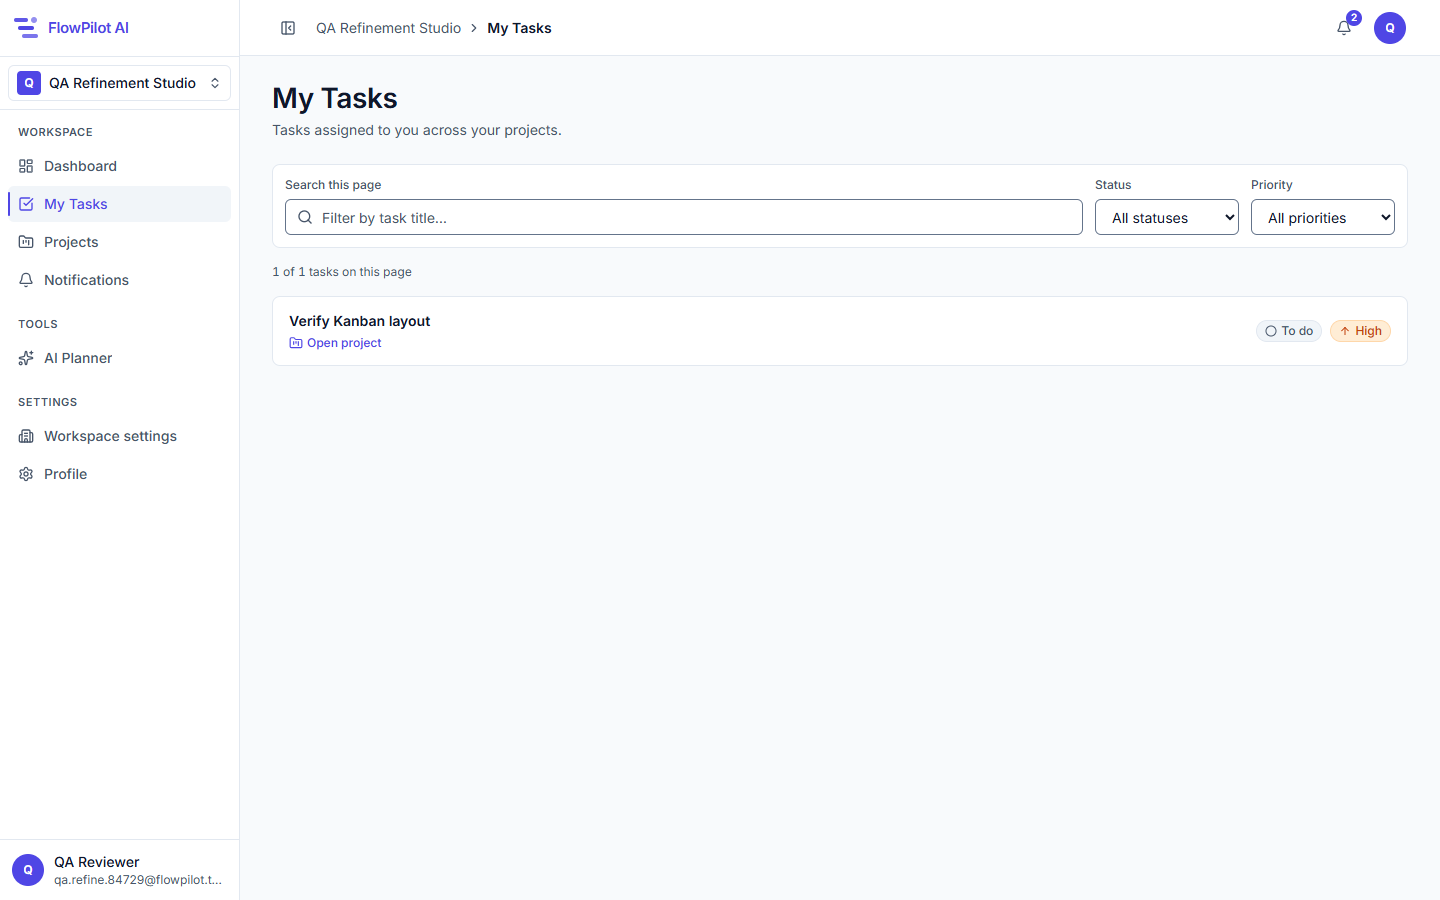 FlowPilot AI
Q QA Refinement Studio
WORKSPACE
Dashboard
My Tasks
Projects
Notifications
TOOLS
AI Planner
SETTINGS
Workspace settings
Profile
Q QA Reviewer
qa.refine.84729@flowpilot.t...
QA Refinement Studio > My Tasks
2
Q
My Tasks
Tasks assigned to you across your projects.
Search this page
Filter by task title...
Status
All statuses
Priority
All priorities
1 of 1 tasks on this page
Verify Kanban layout
Open project
To do
High